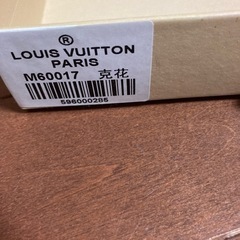 ®
LOUIS VUITTON
PARIS
M60017 克花
596000285